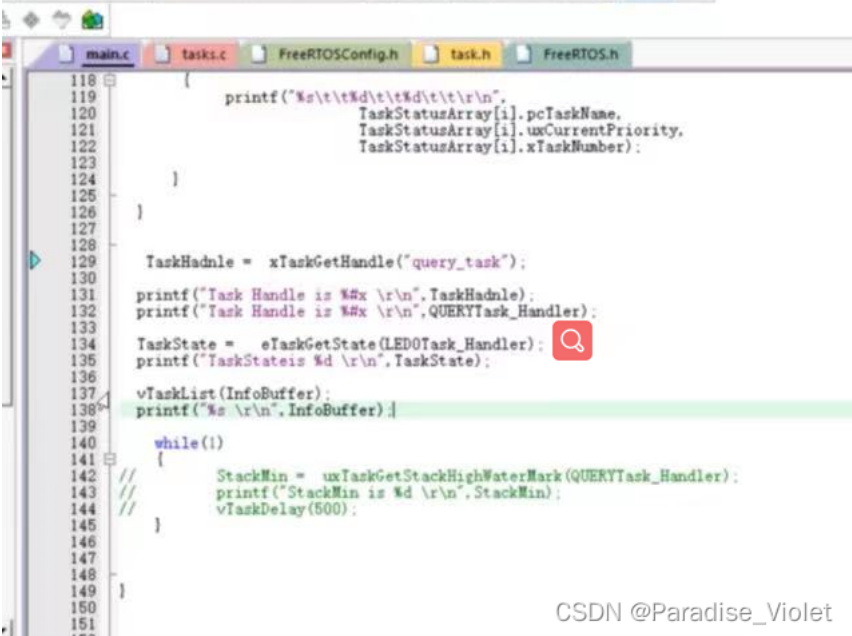 main.c tasks.c FreeRTOSConfig.h task.h FreeRTOS.h
118 {
119 printf("%s\t\t%d\t\t%d\t\t\r\n",
120 TaskStatusArray[i].pcTaskName,
121 TaskStatusArray[i].uxCurrentPriority,
122 TaskStatusArray[i].xTaskNumber);
123
124 }
125
126 }
127
128
129 TaskHadnle = xTaskGetHandle("query_task");
130
131 printf("Task Handle is %#x \r\n",TaskHadnle);
132 printf("Task Handle is %#x \r\n",QUERYTask_Handler);
133
134 TaskState = eTaskGetState(LED0Task_Handler);
135 printf("TaskStateis %d \r\n",TaskState);
136
137 vTaskList(InfoBuffer);
138 printf("%s \r\n",InfoBuffer);
139
140 while(1)
141 {
142 // StackMin = uxTaskGetStackHighWaterMark(QUERYTask_Handler);
143 // printf("StackMin is %d \r\n",StackMin);
144 // vTaskDelay(500);
145 }
146
147
148
149 }
150
151
CSDN @Paradise_Violet